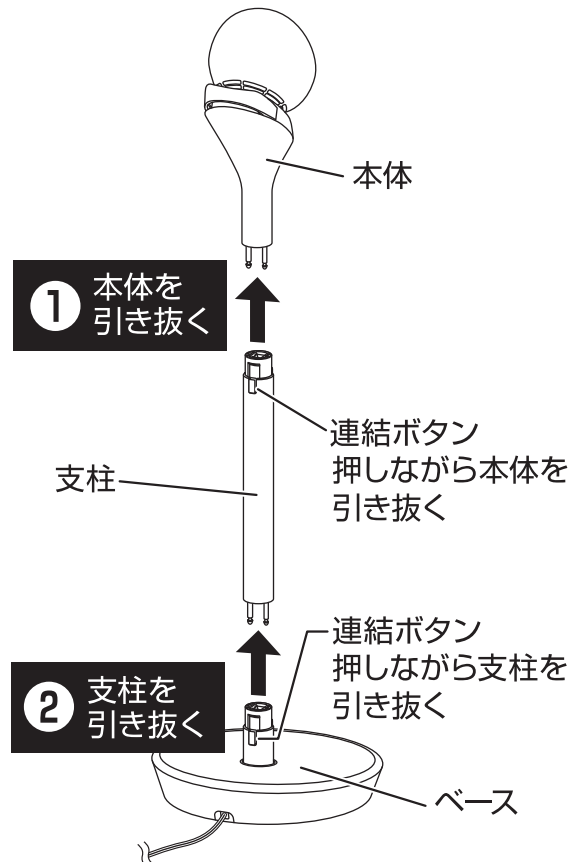 本体
① 本体を
引き抜く
連結ボタン
押しながら本体を
引き抜く
支柱
連結ボタン
押しながら支柱を
引き抜く
② 支柱を
引き抜く
ベース